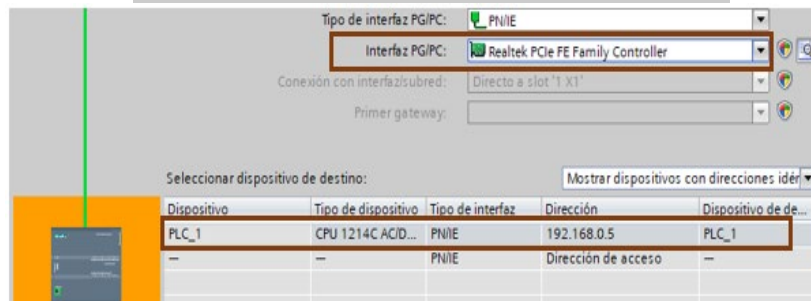 Tipo de interfaz PG/PC: PN/IE
Interfaz PG/PC: Realtek PCIe FE Family Controller
Conexión con interfaz/subred: Directo a slot '1 X1'
Primer gateway:
Seleccionar dispositivo de destino: Mostrar dispositivos con direcciones idén
Dispositivo Tipo de dispositivo Tipo de interfaz Dirección Dispositivo de de...
PLC_1 CPU 1214C AC/D... PN/IE 192.168.0.5 PLC_1
— — PN/IE Dirección de acceso —